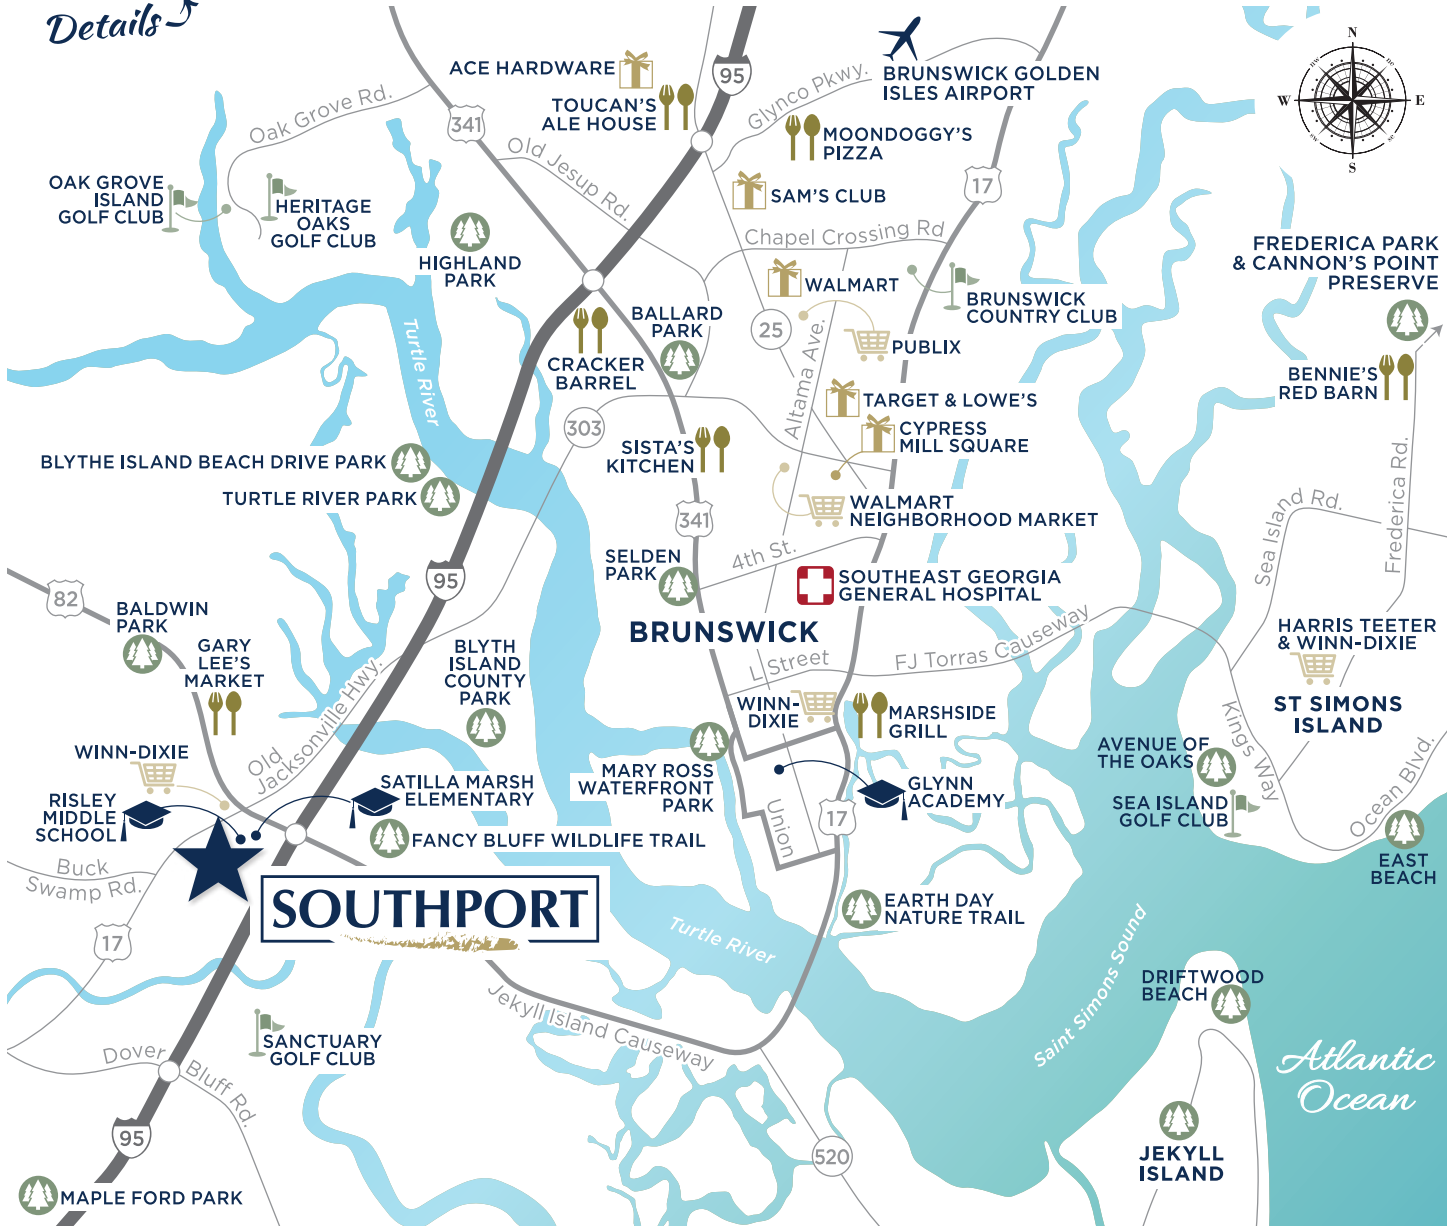 Details
ACE HARDWARE
95
TOUCAN'S
ALE HOUSE
341
Oak Grove Rd.
Old Jesup Rd.
Glynco Pkwy.
BRUNSWICK GOLDEN
ISLES AIRPORT
MOONDOGGY'S
PIZZA
17
N
nw
ne
W
E
sw
se
S
OAK GROVE
ISLAND
GOLF CLUB
HERITAGE
OAKS
GOLF CLUB
HIGHLAND
PARK
SAM'S CLUB
Chapel Crossing Rd
WALMART
BRUNSWICK
COUNTRY CLUB
FREDERICA PARK
& CANNON'S POINT
PRESERVE
Turtle River
CRACKER
BARREL
BALLARD
PARK
25
Altama Ave.
PUBLIX
BENNIE'S
RED BARN
TARGET & LOWE'S
CYPRESS
MILL SQUARE
303
SISTA'S
KITCHEN
BLYTHE ISLAND BEACH DRIVE PARK
TURTLE RIVER PARK
WALMART
NEIGHBORHOOD MARKET
341
4th St.
Sea Island Rd.
Frederica Rd.
SELDEN
PARK
SOUTHEAST GEORGIA
GENERAL HOSPITAL
95
82
BALDWIN
PARK
GARY
LEE'S
MARKET
BRUNSWICK
L Street
FJ Torras Causeway
HARRIS TEETER
& WINN-DIXIE
ST SIMONS
ISLAND
BLYTH
ISLAND
COUNTY
PARK
Old
Jacksonville Hwy.
WINN-
DIXIE
MARSHSIDE
GRILL
Kings Way
AVENUE OF
THE OAKS
Ocean Blvd.
WINN-DIXIE
RISLEY
MIDDLE
SCHOOL
SATILLA MARSH
ELEMENTARY
MARY ROSS
WATERFRONT
PARK
GLYNN
ACADEMY
SEA ISLAND
GOLF CLUB
FANCY BLUFF WILDLIFE TRAIL
Union
17
EAST
BEACH
Buck
Swamp Rd.
SOUTHPORT
17
EARTH DAY
NATURE TRAIL
Turtle River
Saint Simons Sound
DRIFTWOOD
BEACH
Jekyll Island Causeway
SANCTUARY
GOLF CLUB
Dover
Bluff Rd.
Atlantic
Ocean
95
520
JEKYLL
ISLAND
MAPLE FORD PARK